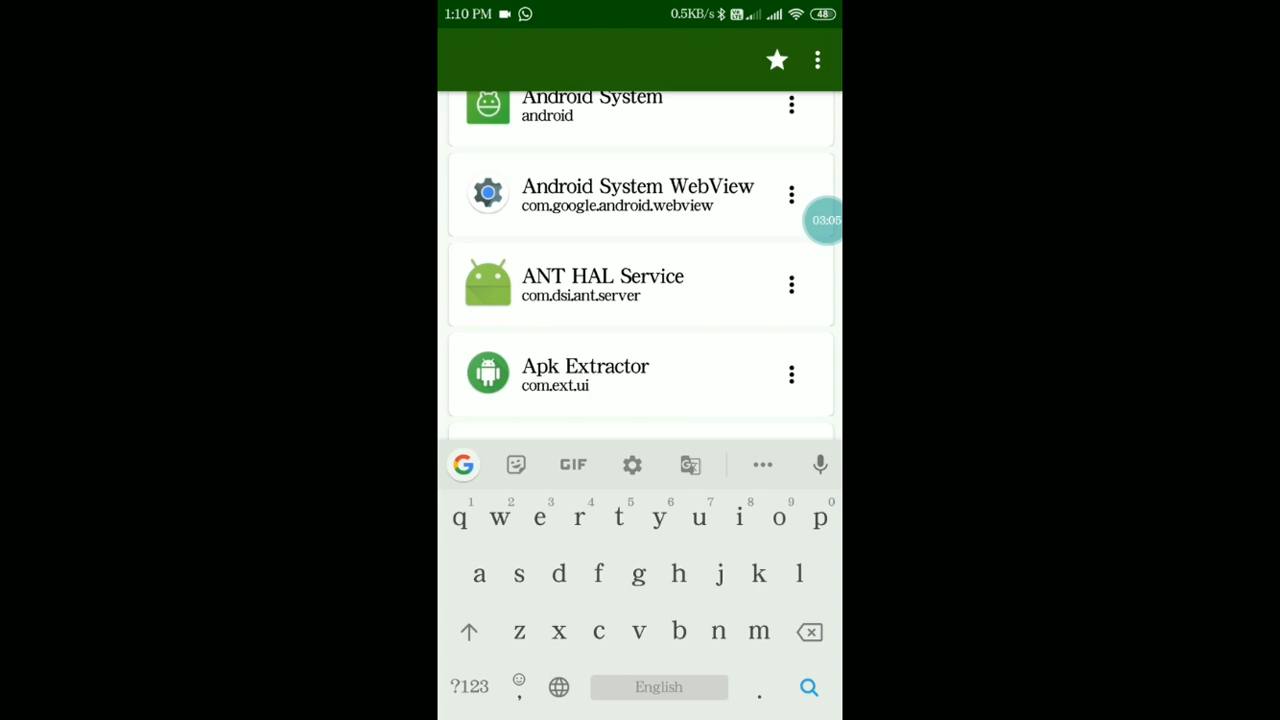 1:10 PM 0.5KB/s 48
Android System
android
Android System WebView
com.google.android.webview
03:05
ANT HAL Service
com.dsi.ant.server
Apk Extractor
com.ext.ui
G GIF
1 2 3 4 5 6 7 8 9 0
q w e r t y u i o p
a s d f g h j k l
z x c v b n m
?123 , English .